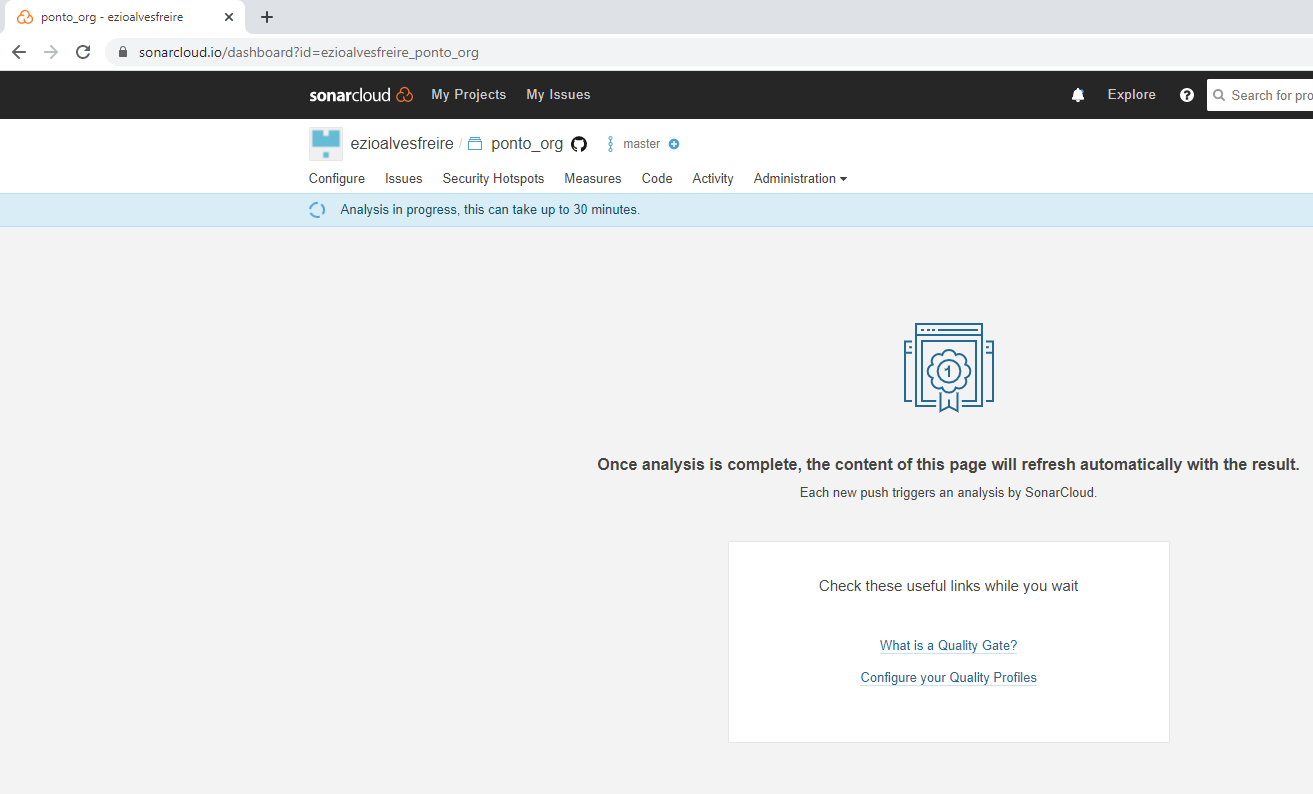 ponto_org - ezioalvesfreire
sonarcloud.io/dashboard?id=ezioalvesfreire_ponto_org
sonarcloud My Projects My Issues Explore ? Search for pro
ezioalvesfreire / ponto_org master
Configure Issues Security Hotspots Measures Code Activity Administration
Analysis in progress, this can take up to 30 minutes.
1
Once analysis is complete, the content of this page will refresh automatically with the result.
Each new push triggers an analysis by SonarCloud.
Check these useful links while you wait
What is a Quality Gate?
Configure your Quality Profiles